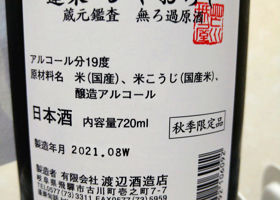 蔵元鑑査 無ろ過原酒
アルコール分19度
原材料名 米(国産)、米こうじ(国産米)、
醸造アルコール
日本酒 内容量720ml
秋季限定品
製造年月 2021.08W
製造者 有限会社 渡辺酒造店
岐阜県飛騨市古川町壱之町7-7
TEL0577(73)3311